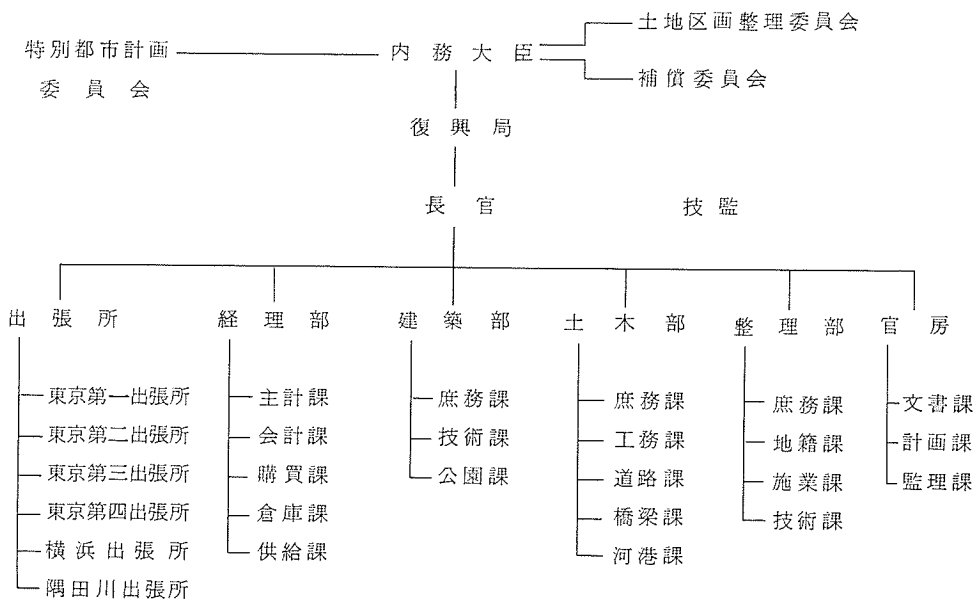 特別都市計画
委員会
内務大臣
土地区画整理委員会
補償委員会
復興局
長官
技監
出張所
東京第一出張所
東京第二出張所
東京第三出張所
東京第四出張所
横浜出張所
隅田川出張所
経理部
主計課
会計課
購買課
倉庫課
供給課
建築部
庶務課
技術課
公園課
土木部
庶務課
工務課
道路課
橋梁課
河港課
整理部
庶務課
地籍課
施業課
技術課
官房
文書課
計画課
監理課